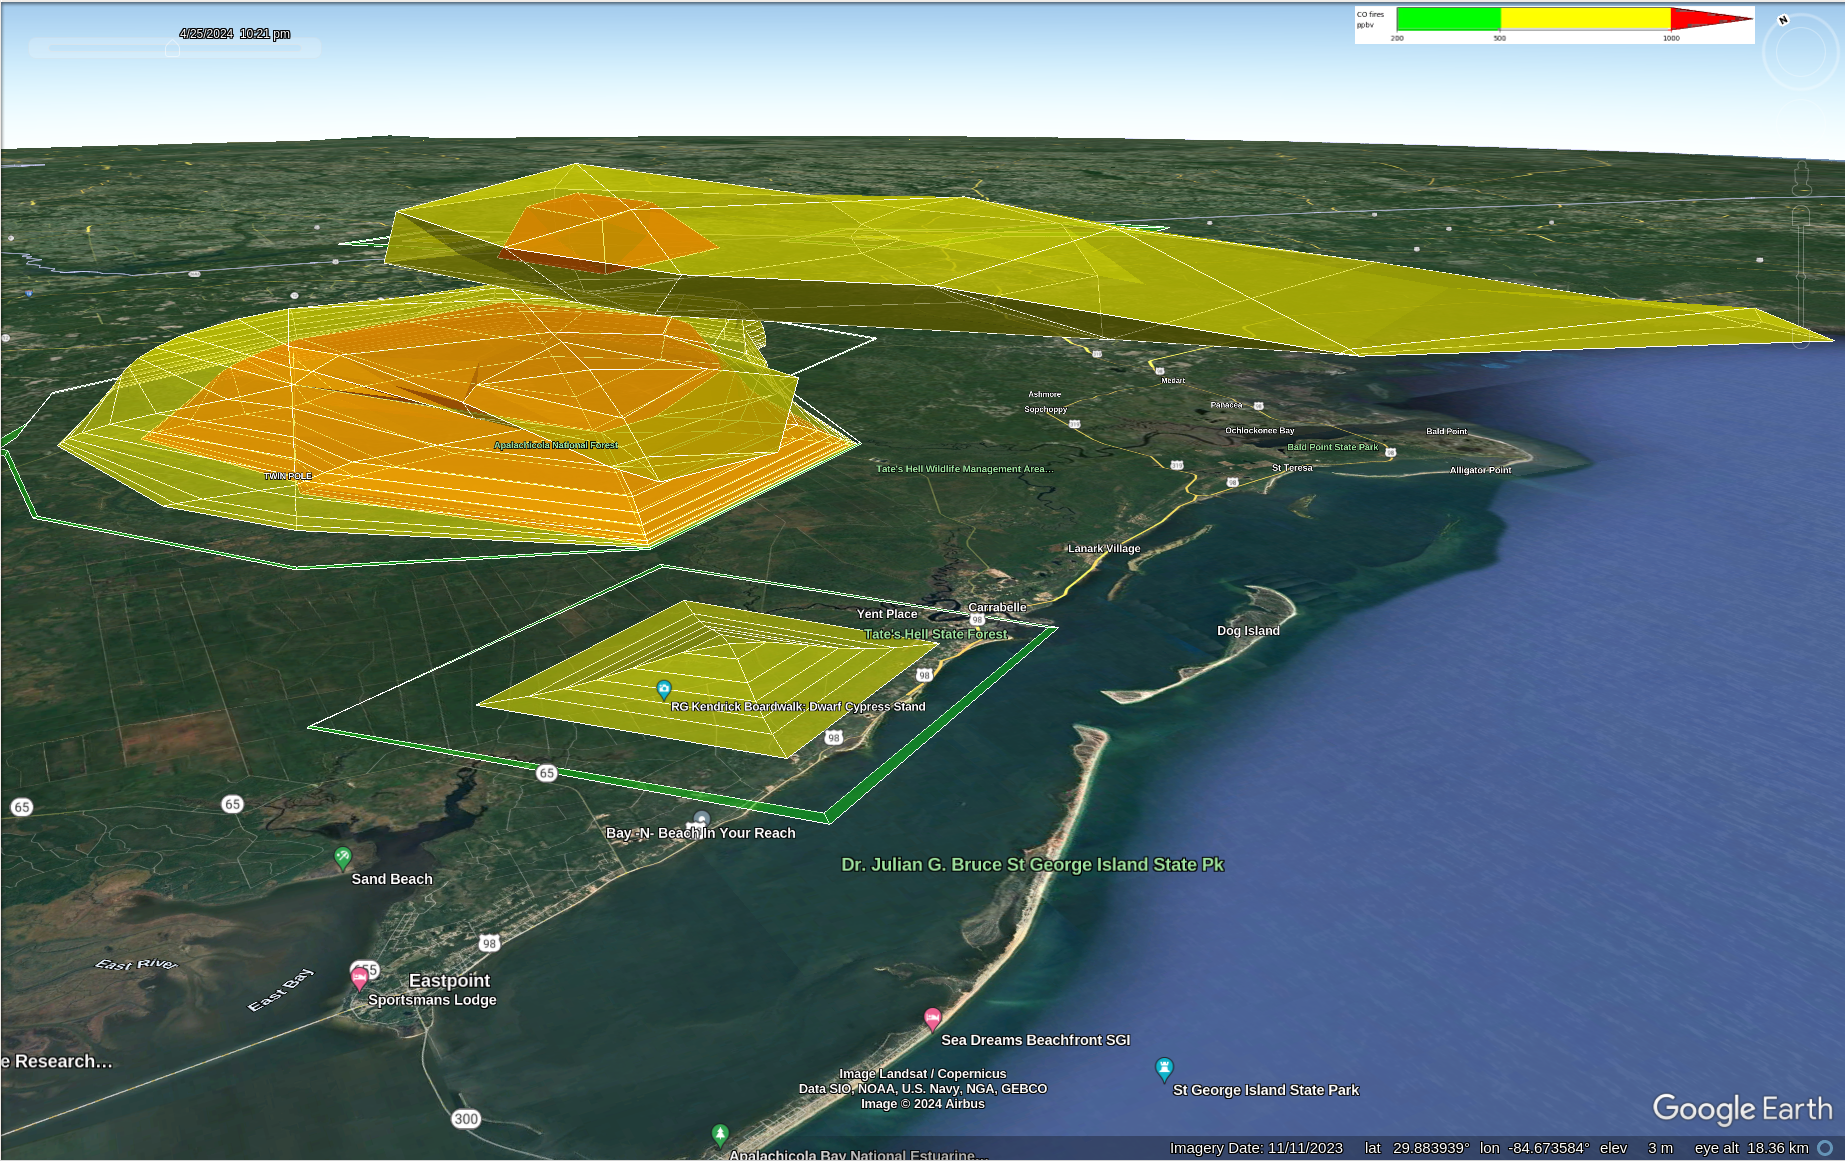 4/25/2024 10:21 pm
CO fires
ppbv
200
500
1000
N
Medart
Ashmore
Sopchoppy
Panacea
Ochlockonee Bay
Bald Point
Bald Point State Park
St Teresa
Alligator Point
Apalachicola National Forest
TWIN POLE
Tate's Hell Wildlife Management Area...
319
98
98
98
Lanark Village
Yent Place
Carrabelle
98
Tate's Hell State Forest
Dog Island
98
RG Kendrick Boardwalk: Dwarf Cypress Stand
98
65
65
65
Bay -N- Beach In Your Reach
Sand Beach
Dr. Julian G. Bruce St George Island State Pk
98
East River
East Bay
Eastpoint
Sportsmans Lodge
Sea Dreams Beachfront SGI
e Research...
St George Island State Park
Image Landsat / Copernicus
Data SIO, NOAA, U.S. Navy, NGA, GEBCO
Image © 2024 Airbus
300
Google Earth
Apalachicola Bay National Estuarine...
Imagery Date: 11/11/2023 lat 29.883939° lon -84.673584° elev 3 m eye alt 18.36 km